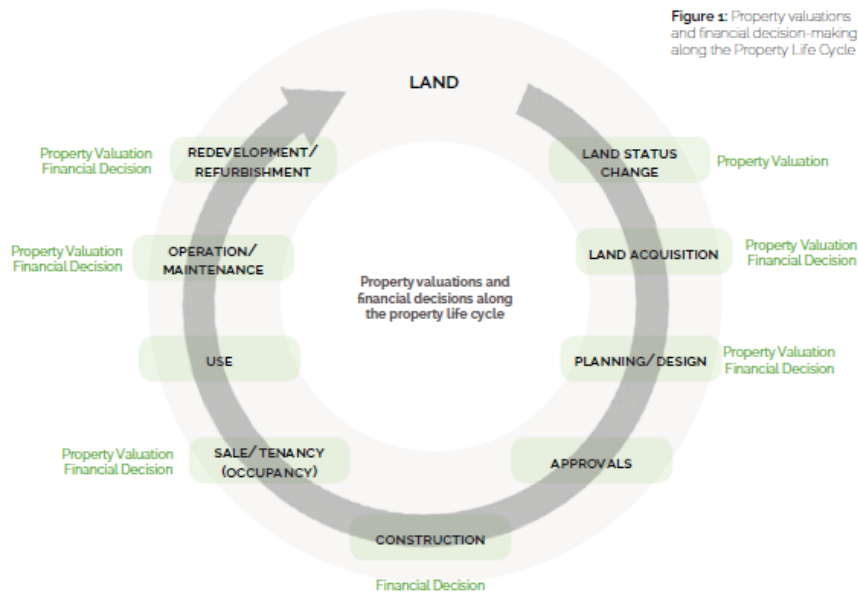 Figure 1: Property valuations
and financial decision-making
along the Property Life Cycle
LAND
LAND STATUS
CHANGE
Property Valuation
LAND ACQUISITION
Property Valuation
Financial Decision
PLANNING/DESIGN
Property Valuation
Financial Decision
APPROVALS
CONSTRUCTION
Financial Decision
SALE/TENANCY
(OCCUPANCY)
Property Valuation
Financial Decision
USE
OPERATION/
MAINTENANCE
Property Valuation
Financial Decision
REDEVELOPMENT/
REFURBISHMENT
Property Valuation
Financial Decision
Property valuations and
financial decisions along
the property life cycle